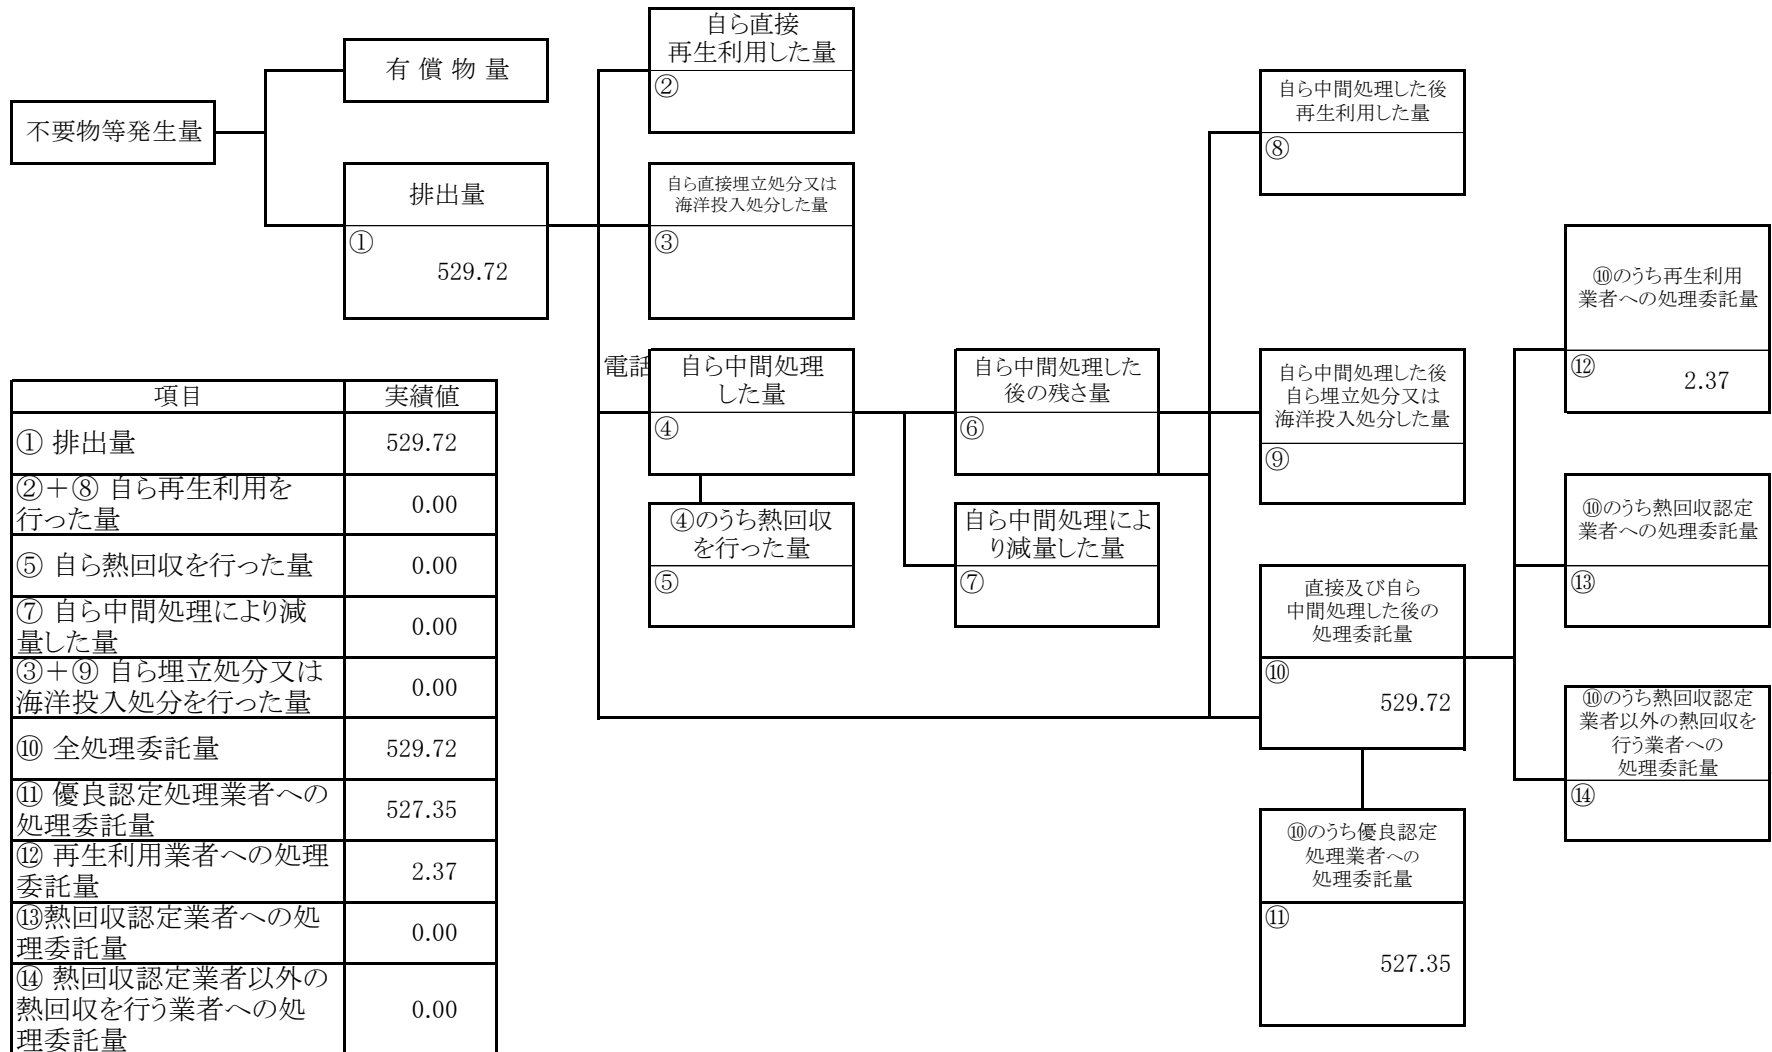 不要物等発生量
有 償 物 量
排出量
①
529.72
自ら直接
再生利用した量
②
自ら直接埋立処分又は
海洋投入処分した量
③
電話
自ら中間処理
した量
④
④のうち熱回収
を行った量
⑤
自ら中間処理した
後の残さ量
⑥
自ら中間処理によ
り減量した量
⑦
自ら中間処理した後
再生利用した量
⑧
自ら中間処理した後
自ら埋立処分又は
海洋投入処分した量
⑨
直接及び自ら
中間処理した後の
処理委託量
⑩
529.72
⑩のうち優良認定
処理業者への
処理委託量
⑪
527.35
⑩のうち再生利用
業者への処理委託量
⑫
2.37
⑩のうち熱回収認定
業者への処理委託量
⑬
⑩のうち熱回収認定
業者以外の熱回収を
行う業者への
処理委託量
⑭
項目 実績値
① 排出量 529.72
②＋⑧ 自ら再生利用を
行った量 0.00
⑤ 自ら熱回収を行った量 0.00
⑦ 自ら中間処理により減
量した量 0.00
③＋⑨ 自ら埋立処分又は
海洋投入処分を行った量 0.00
⑩ 全処理委託量 529.72
⑪ 優良認定処理業者への
処理委託量 527.35
⑫ 再生利用業者への処理
委託量 2.37
⑬熱回収認定業者への処
理委託量 0.00
⑭ 熱回収認定業者以外の
熱回収を行う業者への処
理委託量 0.00